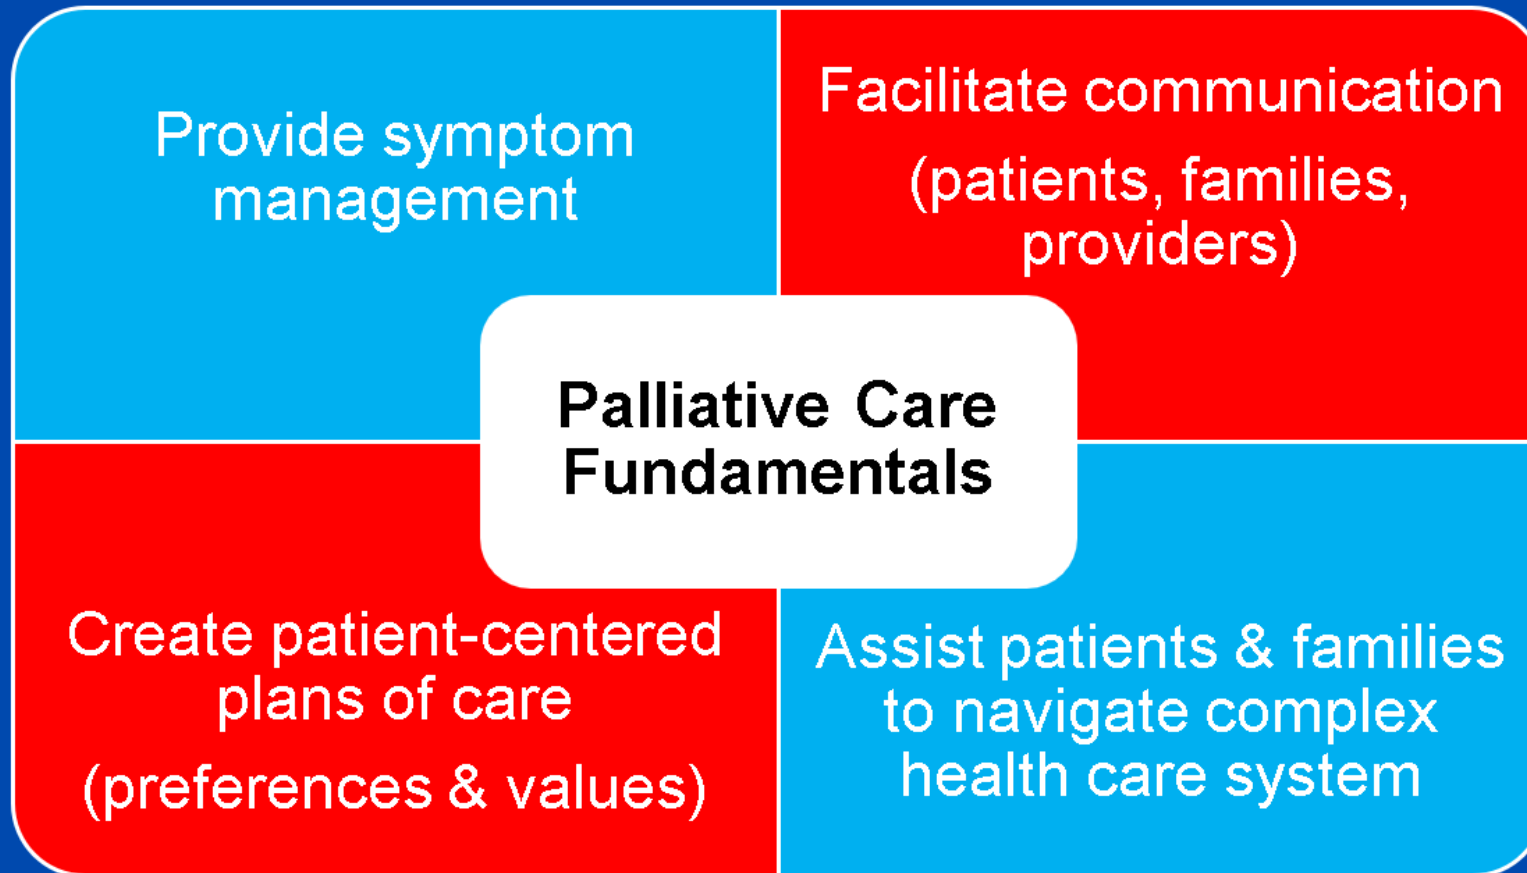 Provide symptom
management
Facilitate communication
(patients, families,
providers)
Palliative Care
Fundamentals
Create patient-centered
plans of care
(preferences & values)
Assist patients & families
to navigate complex
health care system